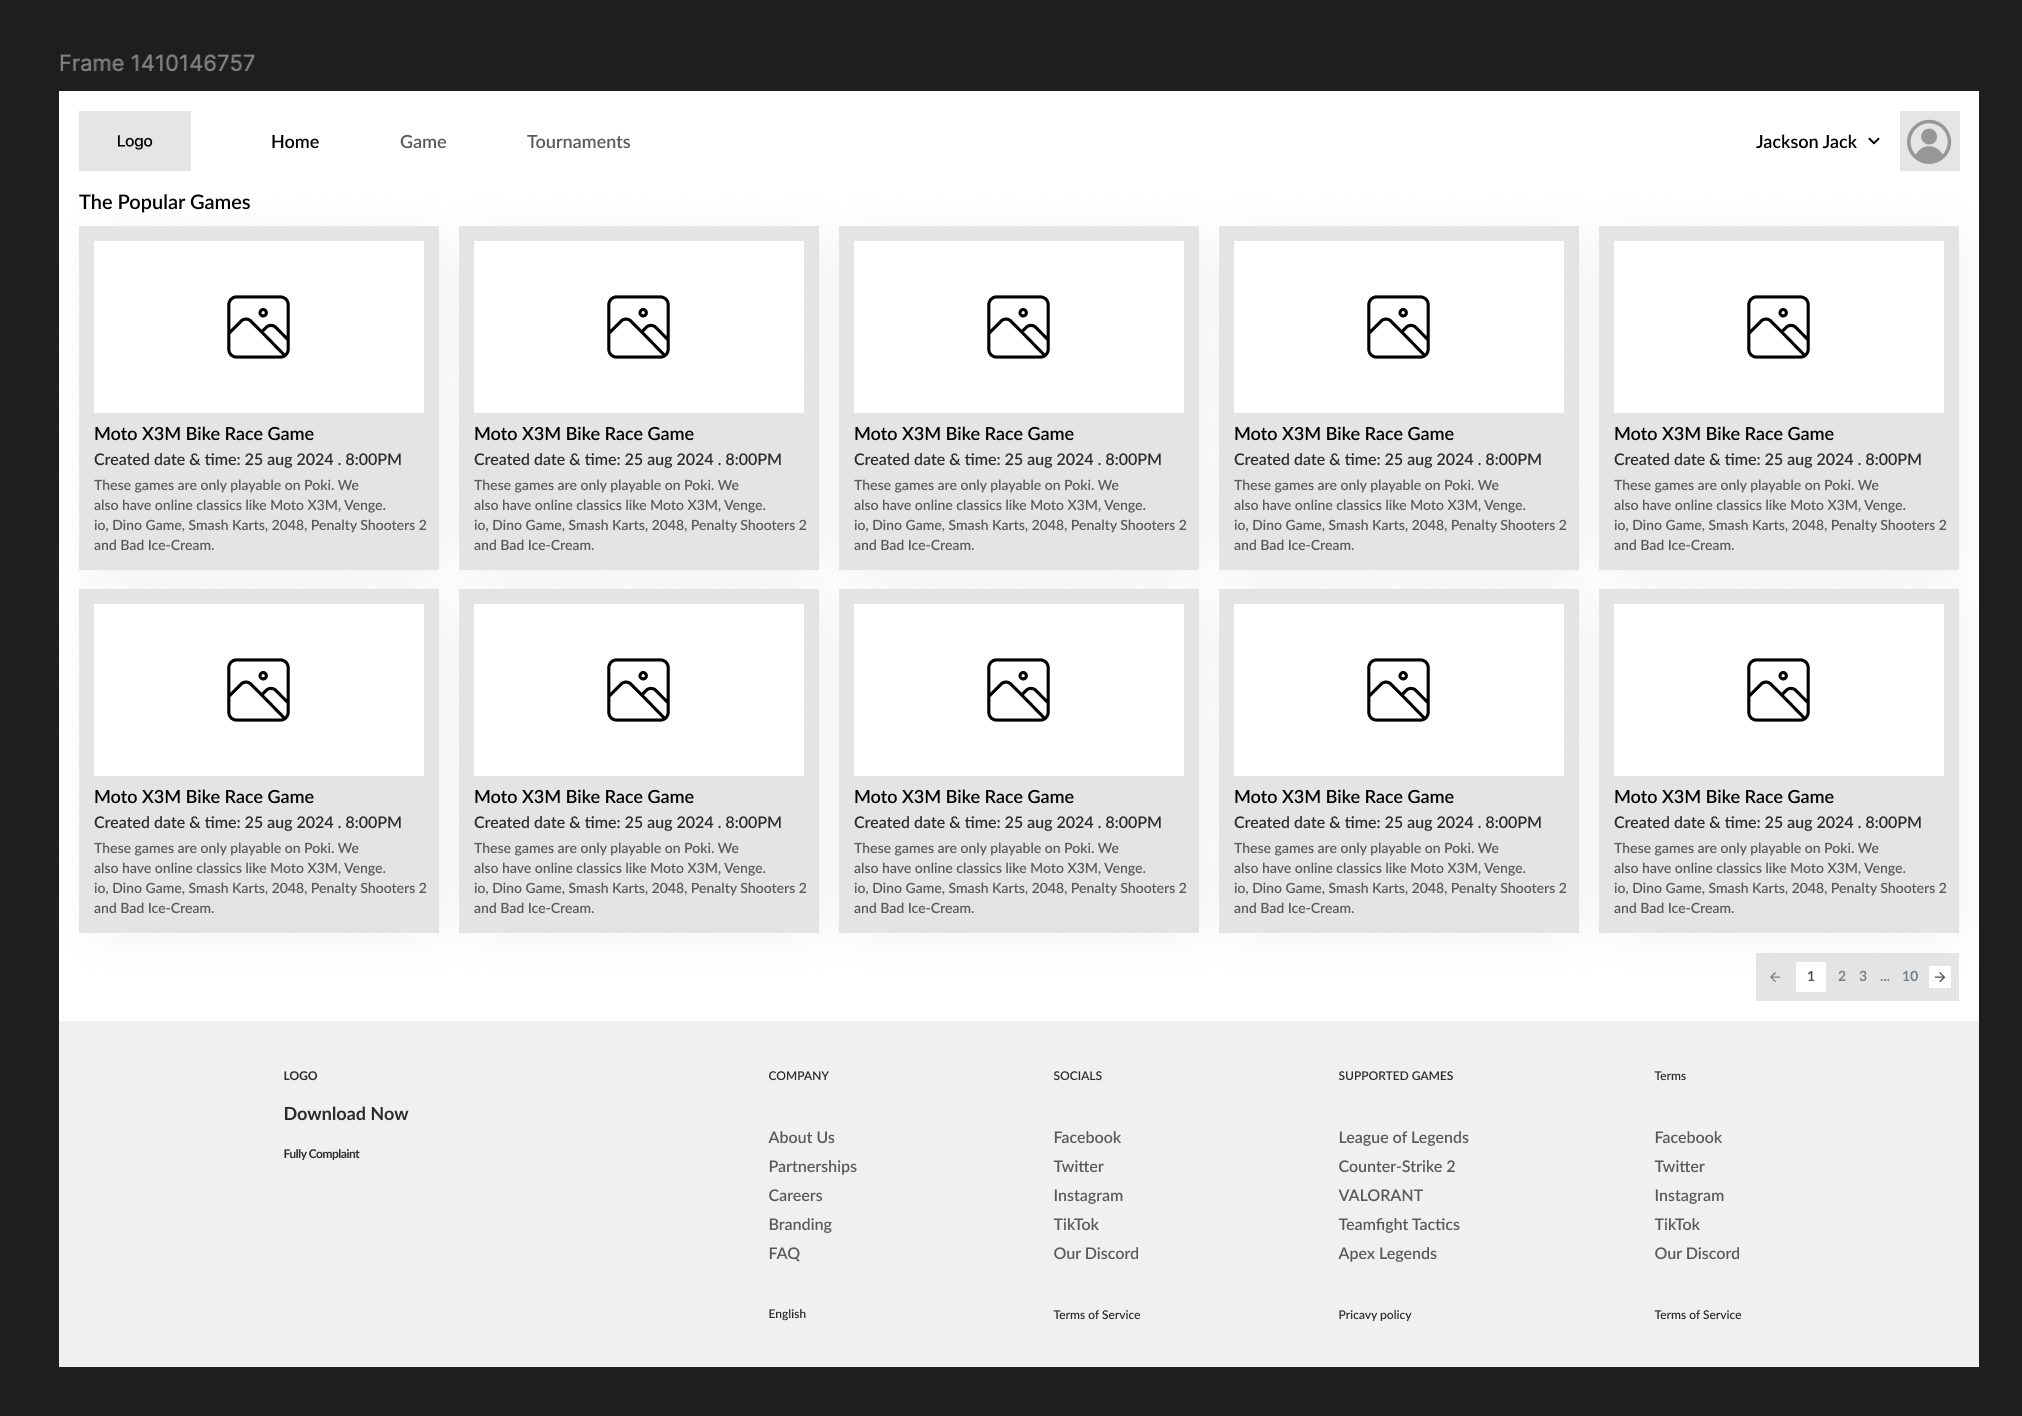 Frame 1410146757
Logo
Home
Game
Tournaments
Jackson Jack
The Popular Games
Moto X3M Bike Race Game
Created date & time: 25 aug 2024 . 8:00PM
These games are only playable on Poki. We
also have online classics like Moto X3M, Venge.
io, Dino Game, Smash Karts, 2048, Penalty Shooters 2
and Bad Ice-Cream.
Moto X3M Bike Race Game
Created date & time: 25 aug 2024 . 8:00PM
These games are only playable on Poki. We
also have online classics like Moto X3M, Venge.
io, Dino Game, Smash Karts, 2048, Penalty Shooters 2
and Bad Ice-Cream.
Moto X3M Bike Race Game
Created date & time: 25 aug 2024 . 8:00PM
These games are only playable on Poki. We
also have online classics like Moto X3M, Venge.
io, Dino Game, Smash Karts, 2048, Penalty Shooters 2
and Bad Ice-Cream.
Moto X3M Bike Race Game
Created date & time: 25 aug 2024 . 8:00PM
These games are only playable on Poki. We
also have online classics like Moto X3M, Venge.
io, Dino Game, Smash Karts, 2048, Penalty Shooters 2
and Bad Ice-Cream.
Moto X3M Bike Race Game
Created date & time: 25 aug 2024 . 8:00PM
These games are only playable on Poki. We
also have online classics like Moto X3M, Venge.
io, Dino Game, Smash Karts, 2048, Penalty Shooters 2
and Bad Ice-Cream.
Moto X3M Bike Race Game
Created date & time: 25 aug 2024 . 8:00PM
These games are only playable on Poki. We
also have online classics like Moto X3M, Venge.
io, Dino Game, Smash Karts, 2048, Penalty Shooters 2
and Bad Ice-Cream.
Moto X3M Bike Race Game
Created date & time: 25 aug 2024 . 8:00PM
These games are only playable on Poki. We
also have online classics like Moto X3M, Venge.
io, Dino Game, Smash Karts, 2048, Penalty Shooters 2
and Bad Ice-Cream.
Moto X3M Bike Race Game
Created date & time: 25 aug 2024 . 8:00PM
These games are only playable on Poki. We
also have online classics like Moto X3M, Venge.
io, Dino Game, Smash Karts, 2048, Penalty Shooters 2
and Bad Ice-Cream.
Moto X3M Bike Race Game
Created date & time: 25 aug 2024 . 8:00PM
These games are only playable on Poki. We
also have online classics like Moto X3M, Venge.
io, Dino Game, Smash Karts, 2048, Penalty Shooters 2
and Bad Ice-Cream.
Moto X3M Bike Race Game
Created date & time: 25 aug 2024 . 8:00PM
These games are only playable on Poki. We
also have online classics like Moto X3M, Venge.
io, Dino Game, Smash Karts, 2048, Penalty Shooters 2
and Bad Ice-Cream.
← 1 2 3 ... 10 →
LOGO
Download Now
Fully Complaint
COMPANY
About Us
Partnerships
Careers
Branding
FAQ
English
SOCIALS
Facebook
Twitter
Instagram
TikTok
Our Discord
Terms of Service
SUPPORTED GAMES
League of Legends
Counter-Strike 2
VALORANT
Teamfight Tactics
Apex Legends
Pricavy policy
Terms
Facebook
Twitter
Instagram
TikTok
Our Discord
Terms of Service